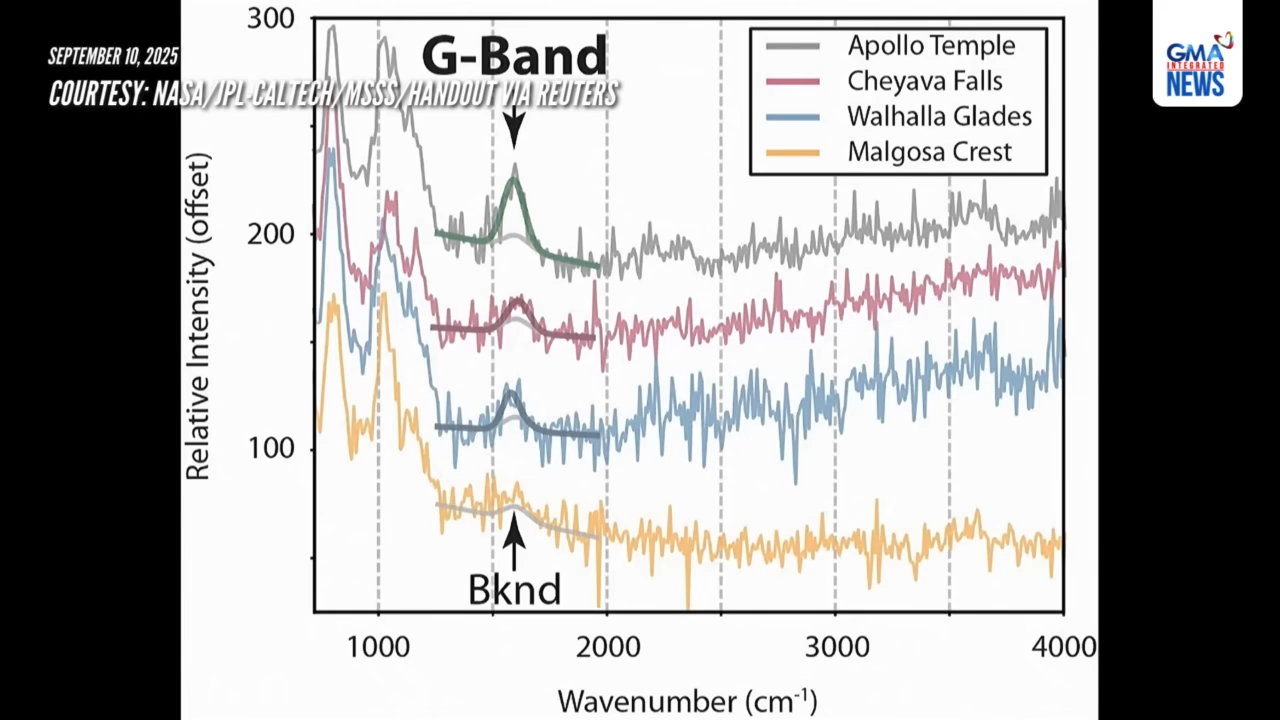 300
G-Band
SEPTEMBER 10, 2025
COURTESY: NASA/JPL-CALTECH/MSSS/HANDOUT VIA REUTERS
Apollo Temple
Cheyava Falls
Walhalla Glades
Malgosa Crest
GMA
INTEGRATED
NEWS
200
Relative Intensity (offset)
100
Bknd
1000 2000 3000 4000
Wavenumber (cm⁻¹)